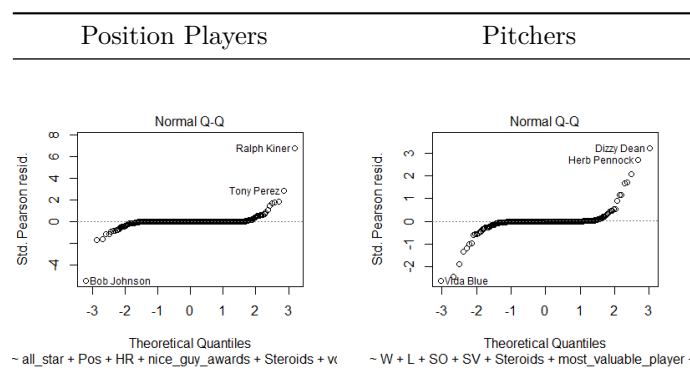 Position Players
Pitchers
Normal Q-Q
Std. Pearson resid.
8
6
4
2
0
-4
Ralph Kiner
Tony Perez
Bob Johnson
-3 -2 -1 0 1 2 3
Theoretical Quantiles
~ all_star + Pos + HR + nice_guy_awards + Steroids + vo
Normal Q-Q
Std. Pearson resid.
3
2
1
0
-1
-2
Dizzy Dean
Herb Pennock
Vida Blue
-3 -2 -1 0 1 2 3
Theoretical Quantiles
~ W + L + SO + SV + Steroids + most_valuable_player +